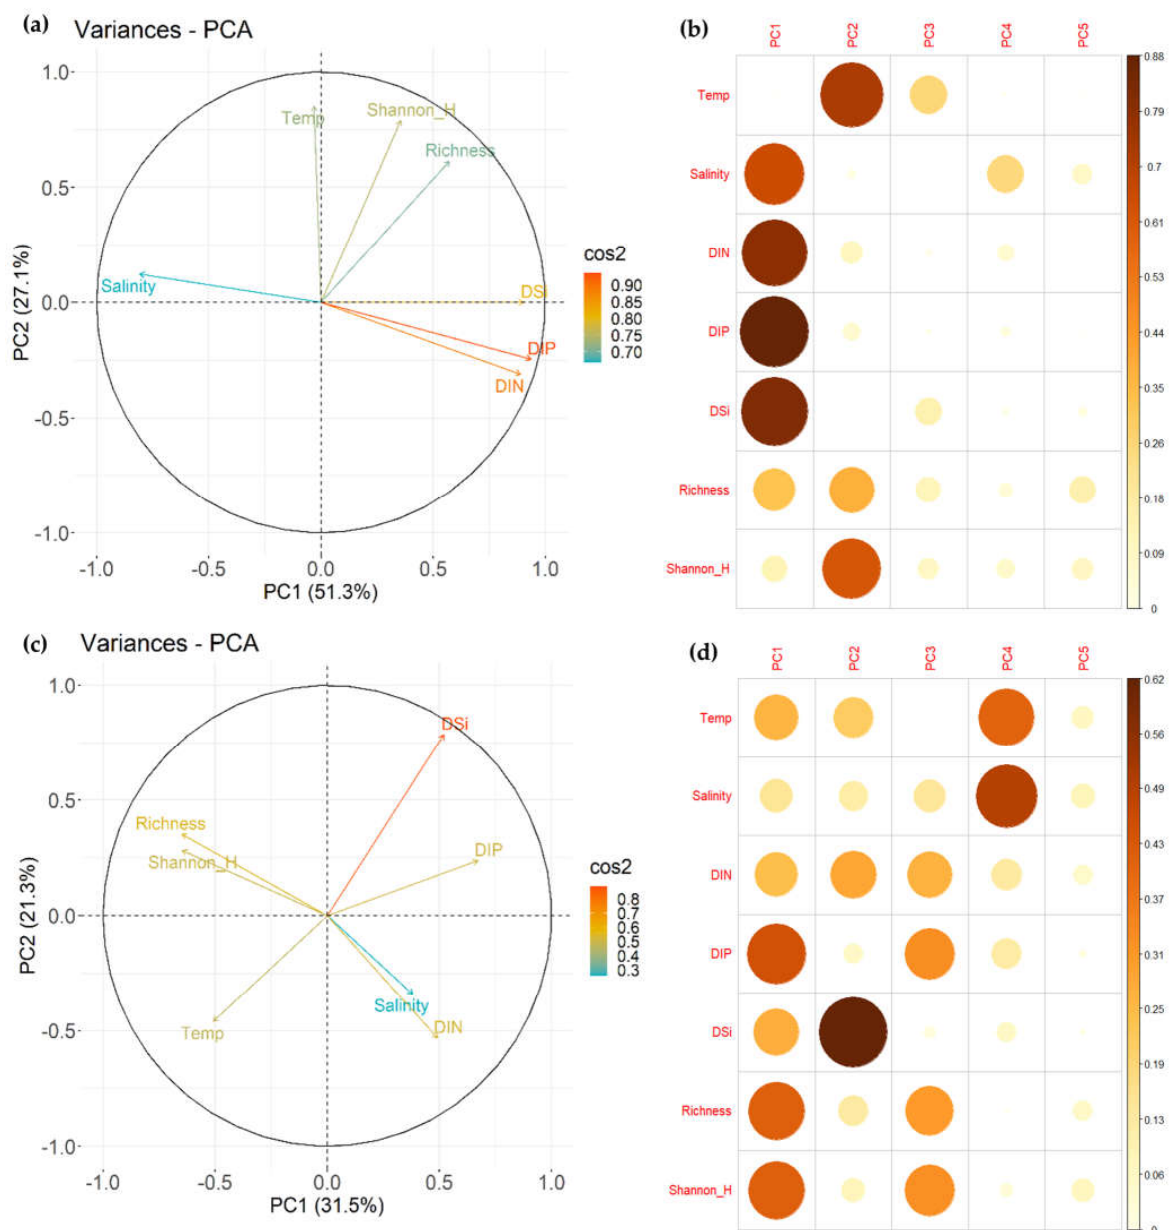 (a) Variances - PCA
1.0
0.5
0.0
-0.5
-1.0
PC2 (27.1%)
Temp
Shannon_H
Richness
Salinity
DSi
DIP
DIN
cos2
0.90
0.85
0.80
0.75
0.70
-1.0 -0.5 0.0 0.5 1.0
PC1 (51.3%)
(b)
PC1 PC2 PC3 PC4 PC5
Temp
Salinity
DIN
DIP
DSi
Richness
Shannon_H
0.88
0.79
0.7
0.61
0.53
0.44
0.35
0.26
0.18
0.09
0
(c) Variances - PCA
1.0
0.5
0.0
-0.5
-1.0
PC2 (21.3%)
DSi
Richness
Shannon_H
DIP
Salinity
DIN
Temp
cos2
0.8
0.7
0.6
0.5
0.4
0.3
-1.0 -0.5 0.0 0.5 1.0
PC1 (31.5%)
(d)
PC1 PC2 PC3 PC4 PC5
Temp
Salinity
DIN
DIP
DSi
Richness
Shannon_H
0.62
0.56
0.49
0.43
0.37
0.31
0.25
0.19
0.13
0.06
0